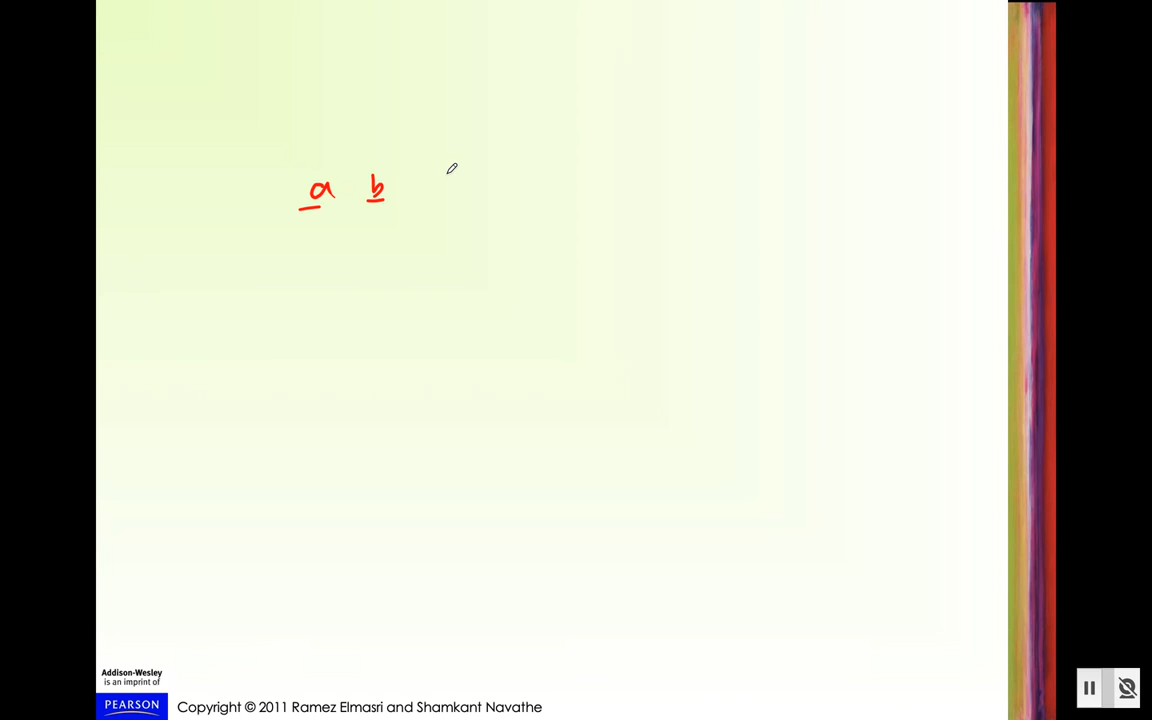 a b
Addison-Wesley
is an imprint of
PEARSON
Copyright © 2011 Ramez Elmasri and Shamkant Navathe